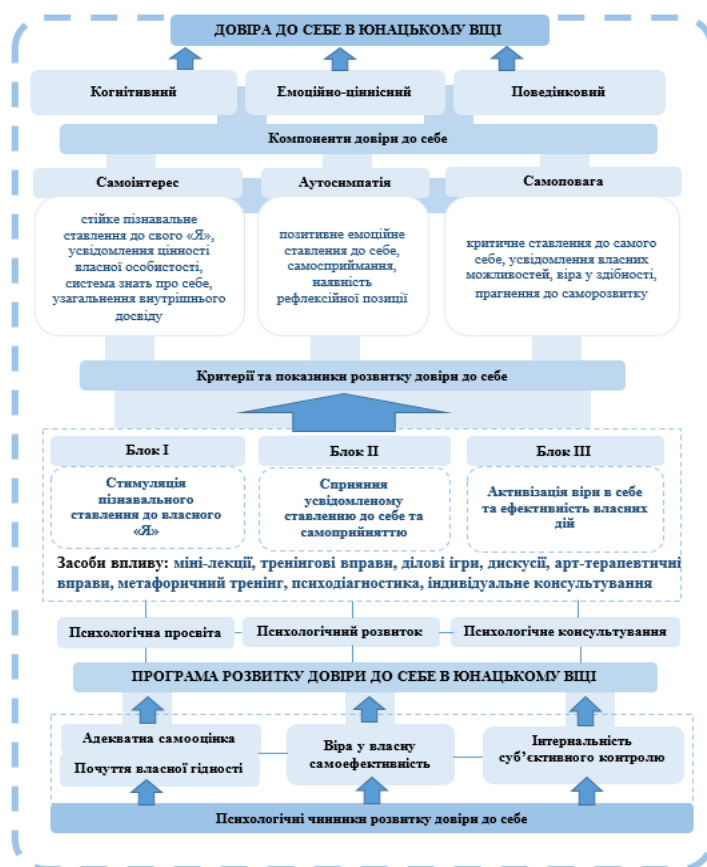 ДОВІРА ДО СЕБЕ В ЮНАЦЬКОМУ ВІЦІ
Когнітивний
Емоційно-ціннісний
Поведінковий
Компоненти довіри до себе
Самоінтерес
Аутосимпатія
Самоповага
стійке пізнавальне
ставлення до свого «Я»,
усвідомлення цінності
власної особистості,
система знать про себе,
узагальнення внутрішнього
досвіду
позитивне емоційне
ставлення до себе,
самосприймання,
наявність
рефлексійної позиції
критичне ставлення до самого
себе, усвідомлення власних
можливостей, віра у здібності,
прагнення до саморозвитку
Критерії та показники розвитку довіри до себе
Блок І
Блок ІІ
Блок ІІІ
Стимуляція
пізнавального
ставлення до власного
«Я»
Сприяння
усвідомленому
ставленню до себе та
самоприйняттю
Активізація віри в себе
та ефективність власних
дій
Засоби впливу: міні-лекції, тренінгові вправи, ділові ігри, дискусії, арт-терапевтичні
вправи, метафоричний тренінг, психодіагностика, індивідуальне консультування
Психологічна просвіта
Психологічний розвиток
Психологічне консультування
ПРОГРАМА РОЗВИТКУ ДОВІРИ ДО СЕБЕ В ЮНАЦЬКОМУ ВІЦІ
Адекватна самооцінка
Почуття власної гідності
Віра у власну
самоефективність
Інтернальність
суб’єктивного контролю
Психологічні чинники розвитку довіри до себе